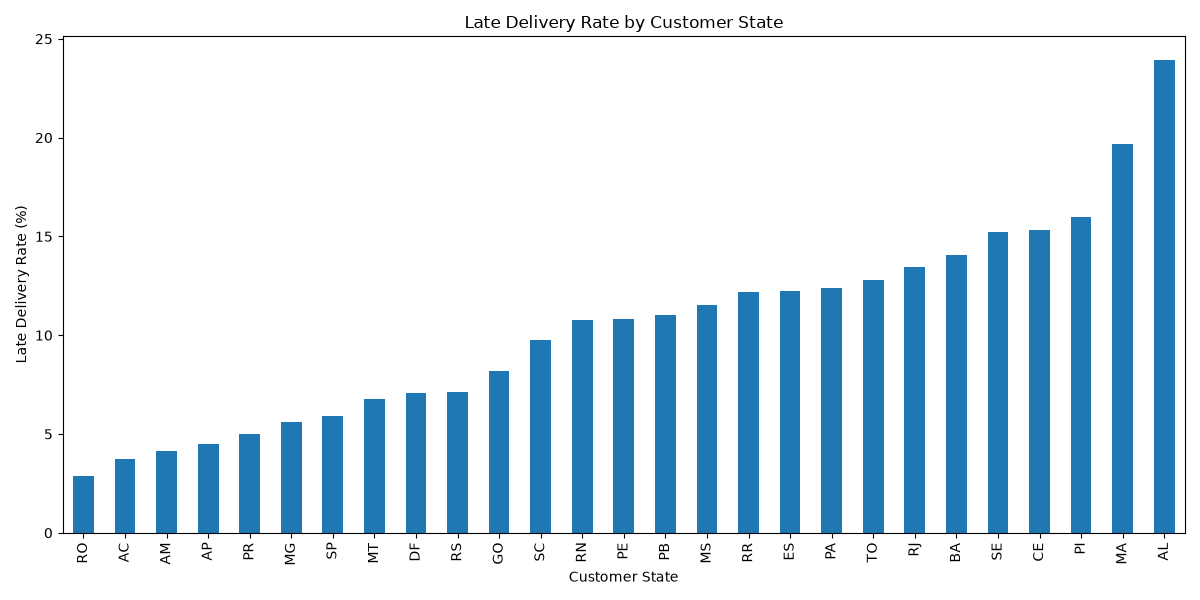 Late Delivery Rate by Customer State
Late Delivery Rate (%)
25
20
15
10
5
0
RO AC AM AP PR MG SP MT DF RS GO SC RN PE PB MS RR ES PA TO RJ BA SE CE PI MA AL
Customer State